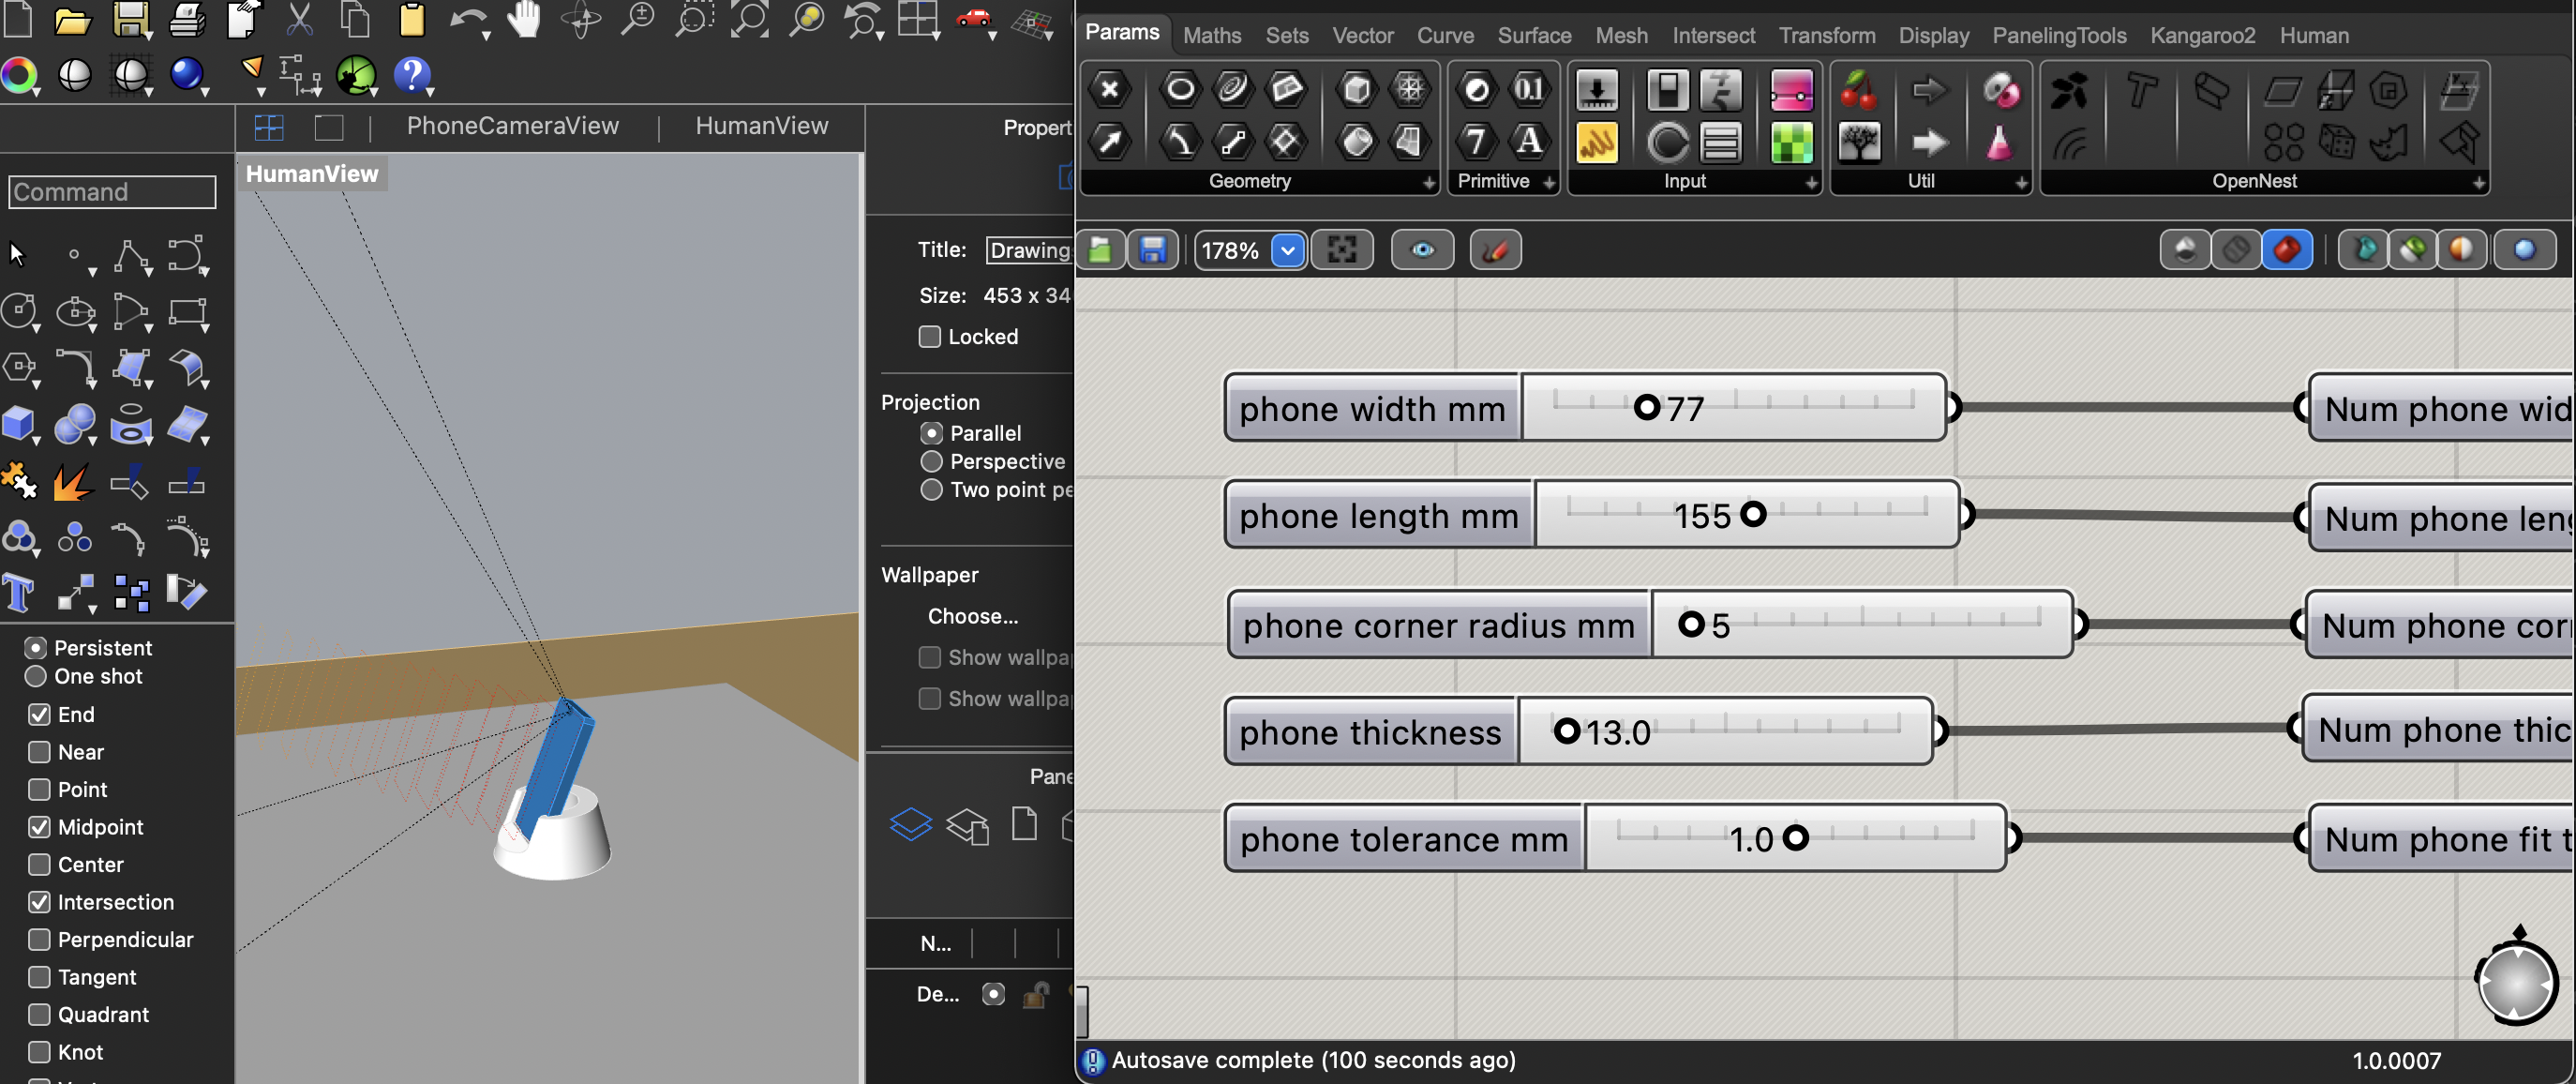 Params Maths Sets Vector Curve Surface Mesh Intersect Transform Display PanelingTools Kangaroo2 Human
PhoneCameraView | HumanView
Propert
HumanView
Command
Geometry
Primitive
Input
Util
OpenNest
178%
Title: Drawing
Size: 453 x 34
Locked
Projection
Parallel
Perspective
Two point pe
Wallpaper
Choose...
Show wallpa
Show wallpa
Pane
N...
De...
Persistent
One shot
End
Near
Point
Midpoint
Center
Intersection
Perpendicular
Tangent
Quadrant
Knot
phone width mm 77 Num phone wid
phone length mm 155 Num phone len
phone corner radius mm 5 Num phone cor
phone thickness 13.0 Num phone thic
phone tolerance mm 1.0 Num phone fit t
Autosave complete (100 seconds ago)
1.0.0007